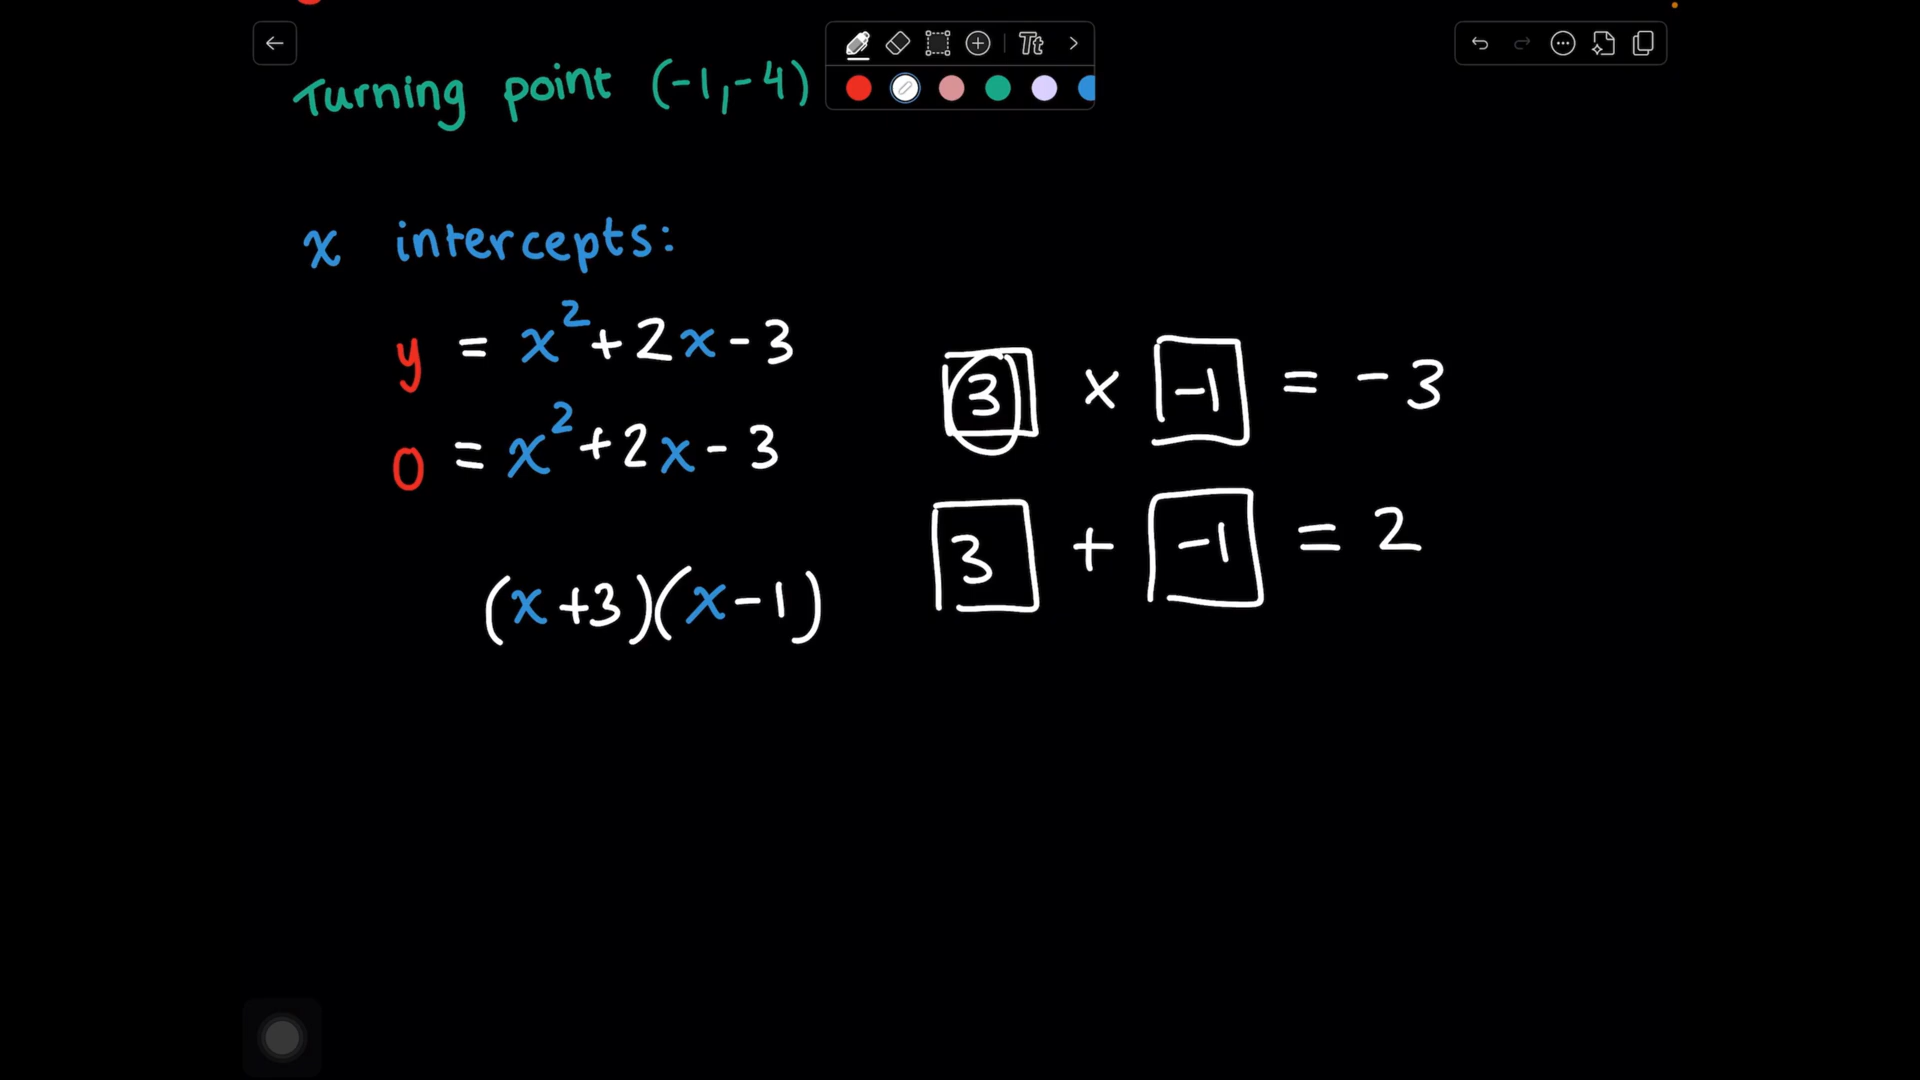 Tt
Turning point (-1,-4)
x intercepts:
y = x²+2x-3
0 = x²+2x-3
(x+3)(x-1)
3 x -1 = -3
3 + -1 = 2